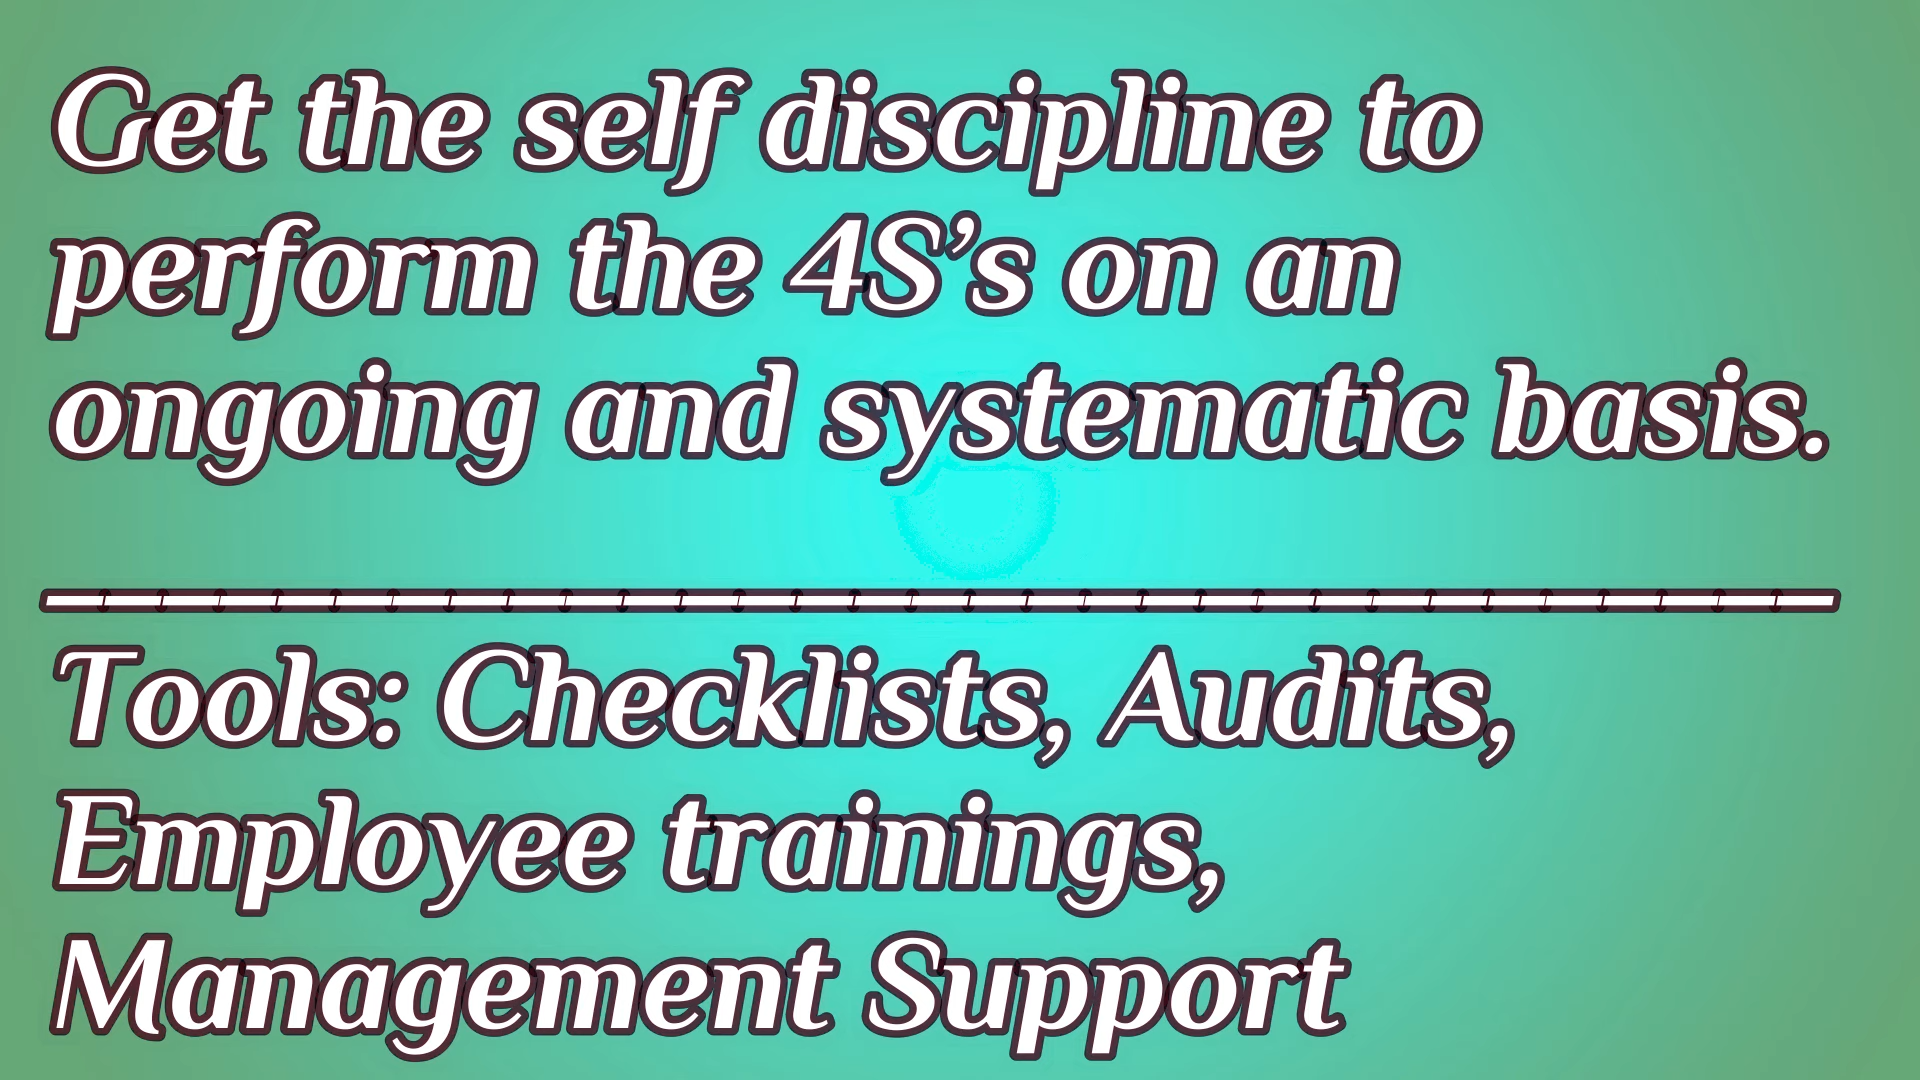 Get the self discipline to
perform the 4S’s on an
ongoing and systematic basis.
_______________________________
Tools: Checklists, Audits,
Employee trainings,
Management Support